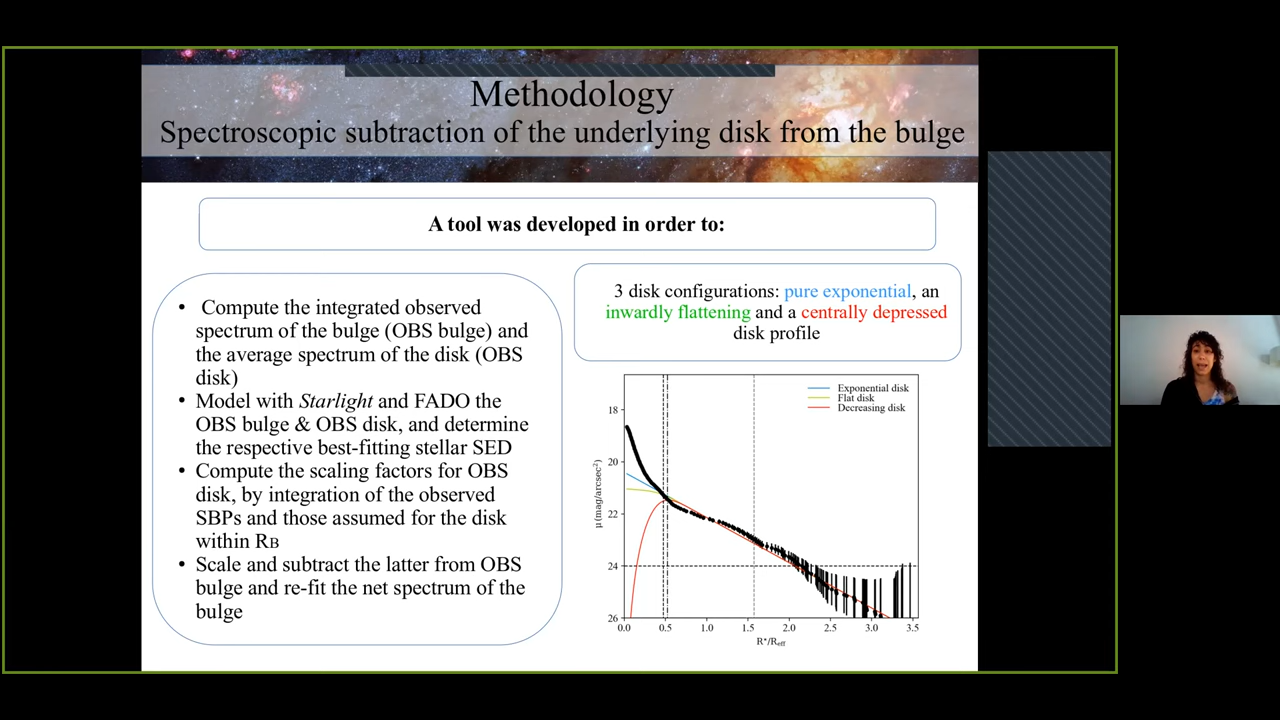 Methodology
Spectroscopic subtraction of the underlying disk from the bulge
A tool was developed in order to:
• Compute the integrated observed
spectrum of the bulge (OBS bulge) and
the average spectrum of the disk (OBS
disk)
• Model with Starlight and FADO the
OBS bulge & OBS disk, and determine
the respective best-fitting stellar SED
• Compute the scaling factors for OBS
disk, by integration of the observed
SBPs and those assumed for the disk
within RB
• Scale and subtract the latter from OBS
bulge and re-fit the net spectrum of the
bulge
3 disk configurations: pure exponential, an
inwardly flattening and a centrally depressed
disk profile
Exponential disk
Flat disk
Decreasing disk
μ(mag/arcsec²)
18
20
22
24
26
0.0 0.5 1.0 1.5 2.0 2.5 3.0 3.5
R*/Reff